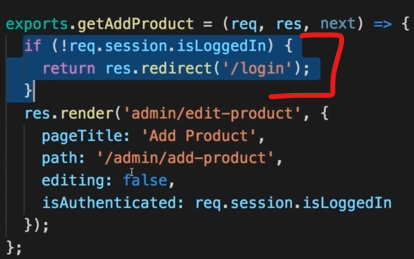 exports.getAddProduct = (req, res, next) => {
if (!req.session.isLoggedIn) {
return res.redirect('/login');
}
res.render('admin/edit-product', {
pageTitle: 'Add Product',
path: '/admin/add-product',
editing: false,
isAuthenticated: req.session.isLoggedIn
});
};